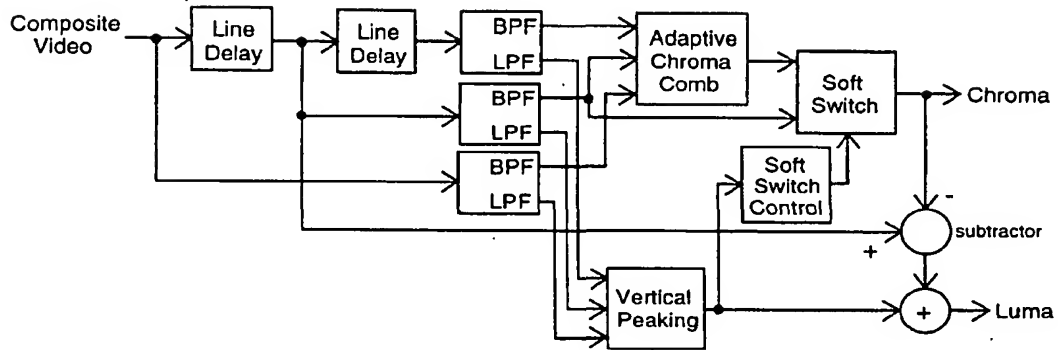 Composite
Video
Line
Delay
Line
Delay
BPF
LPF
BPF
LPF
BPF
LPF
Adaptive
Chroma
Comb
Soft
Switch
Chroma
Soft
Switch
Control
-
+
subtractor
Vertical
Peaking
+
Luma